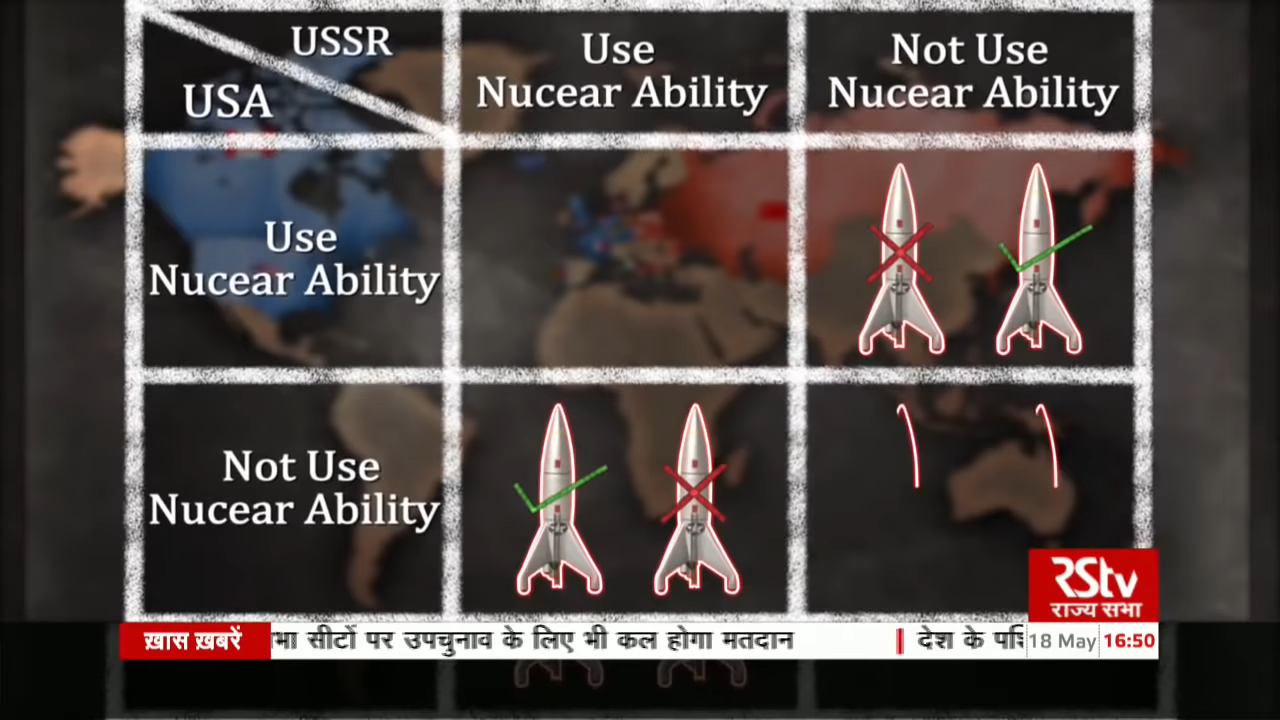 USSR
USA
Use
Nucear Ability
Not Use
Nucear Ability
Use
Nucear Ability
Not Use
Nucear Ability
RStv
राज्य सभा
ख़ास ख़बरें
सीटों पर उपचुनाव के लिए भी कल होगा मतदान
देश के
18 May 16:50